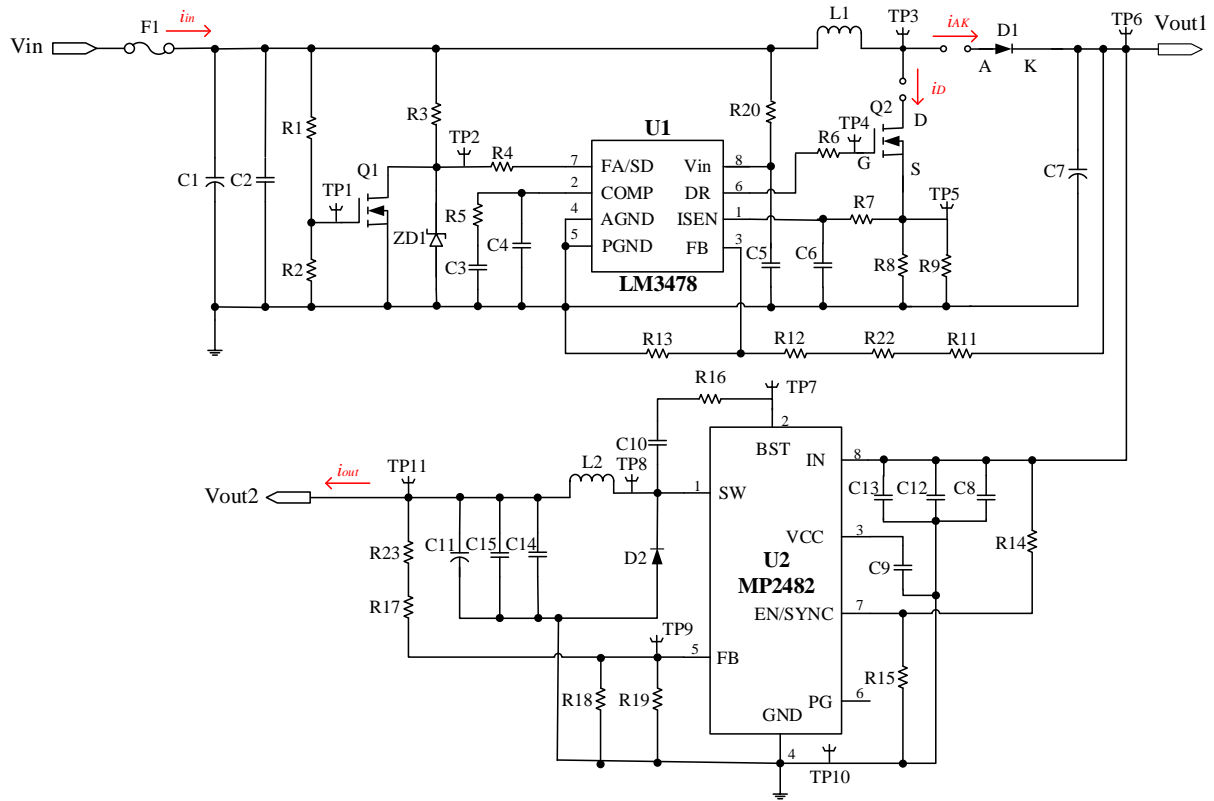 i_in
L1
TP3
i_AK
TP6
Vout1
Vin
F1
D1
A
K
i_D
R3
R20
Q2
D
R1
U1
TP4
R6
TP2
R4
G
S
C7
C1
C2
Q1
7
FA/SD
Vin
8
TP1
2
COMP
DR
6
R7
TP5
R5
4
AGND
ISEN
1
ZD1
C4
5
PGND
FB
3
C5
C6
R8
R9
R2
C3
LM3478
R13
R12
R22
R11
R16
TP7
2
C10
BST
L2
TP8
IN
8
i_out
TP11
Vout2
1
SW
C13
C12
C8
VCC
3
R14
R23
C11
C15
C14
D2
U2
MP2482
C9
R17
EN/SYNC
7
TP9
5
FB
R15
R18
R19
PG
6
GND
4
TP10